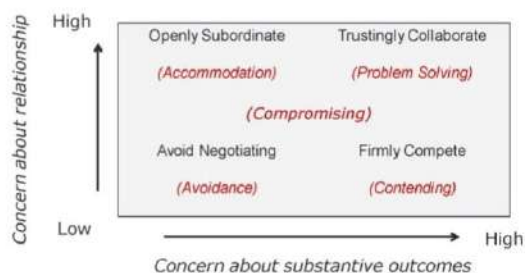 High
Concern about relationship
Openly Subordinate
Trustingly Collaborate
(Accommodation)
(Problem Solving)
(Compromising)
Avoid Negotiating
Firmly Compete
(Avoidance)
(Contending)
Low
High
Concern about substantive outcomes